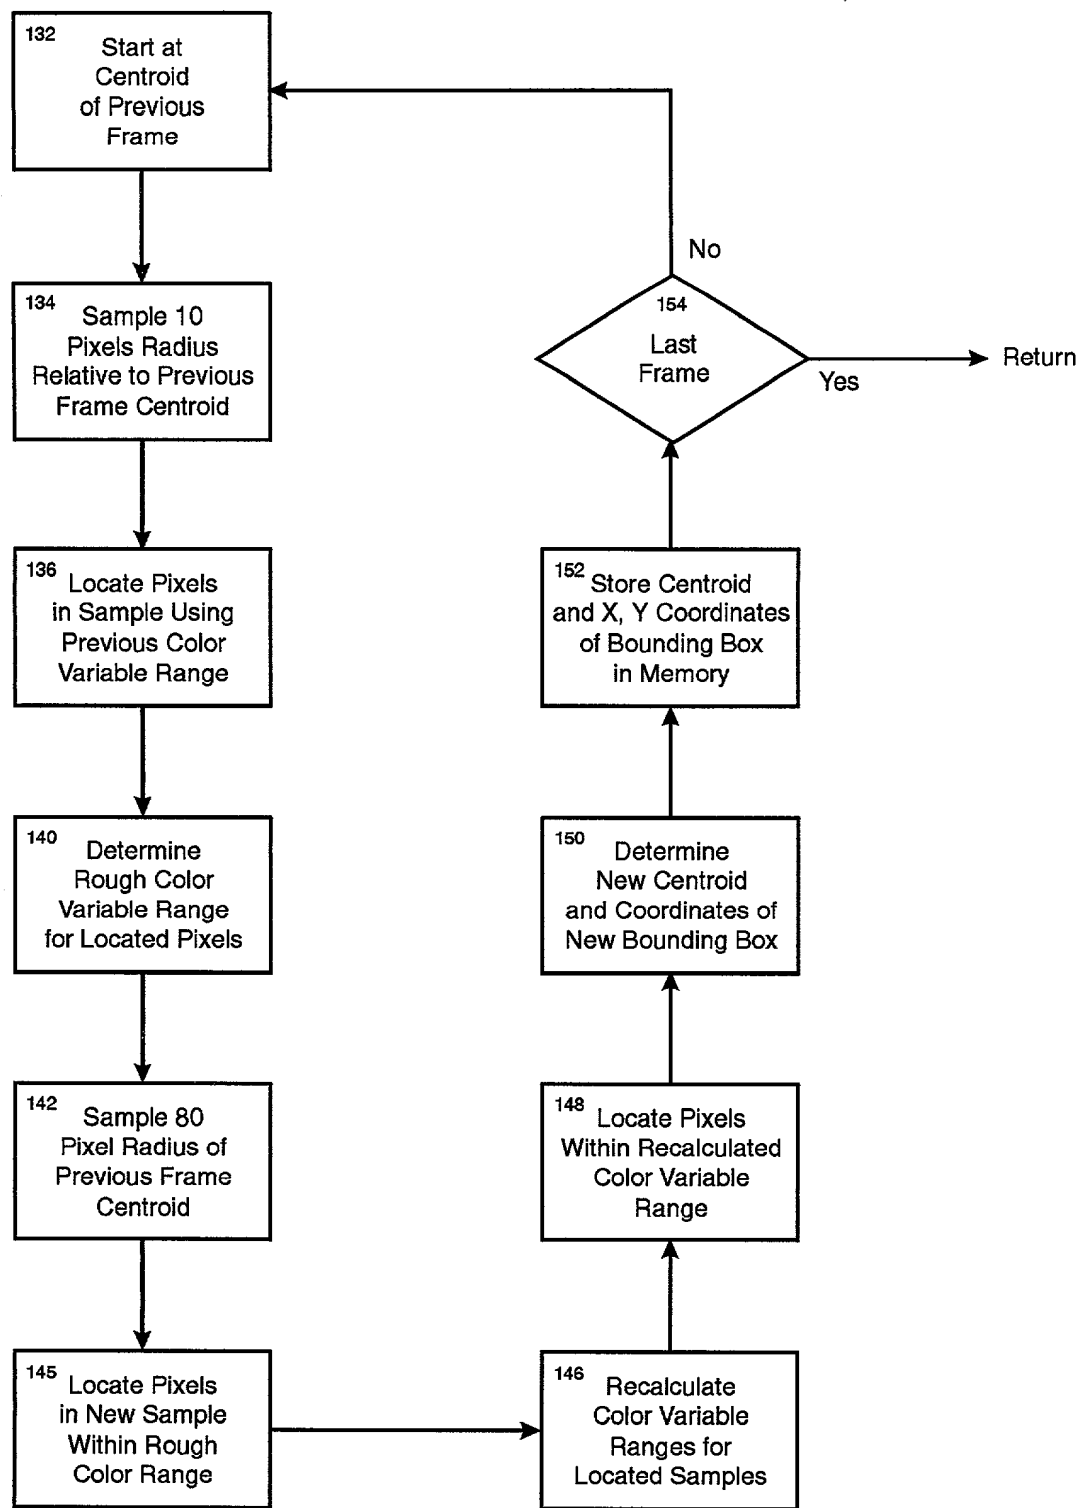 132
Start at
Centroid
of Previous
Frame
134
Sample 10
Pixels Radius
Relative to Previous
Frame Centroid
136
Locate Pixels
in Sample Using
Previous Color
Variable Range
140
Determine
Rough Color
Variable Range
for Located Pixels
142
Sample 80
Pixel Radius of
Previous Frame
Centroid
145
Locate Pixels
in New Sample
Within Rough
Color Range
146
Recalculate
Color Variable
Ranges for
Located Samples
148
Locate Pixels
Within Recalculated
Color Variable
Range
150
Determine
New Centroid
and Coordinates of
New Bounding Box
152
Store Centroid
and X, Y Coordinates
of Bounding Box
in Memory
154
Last
Frame
No
Yes
Return